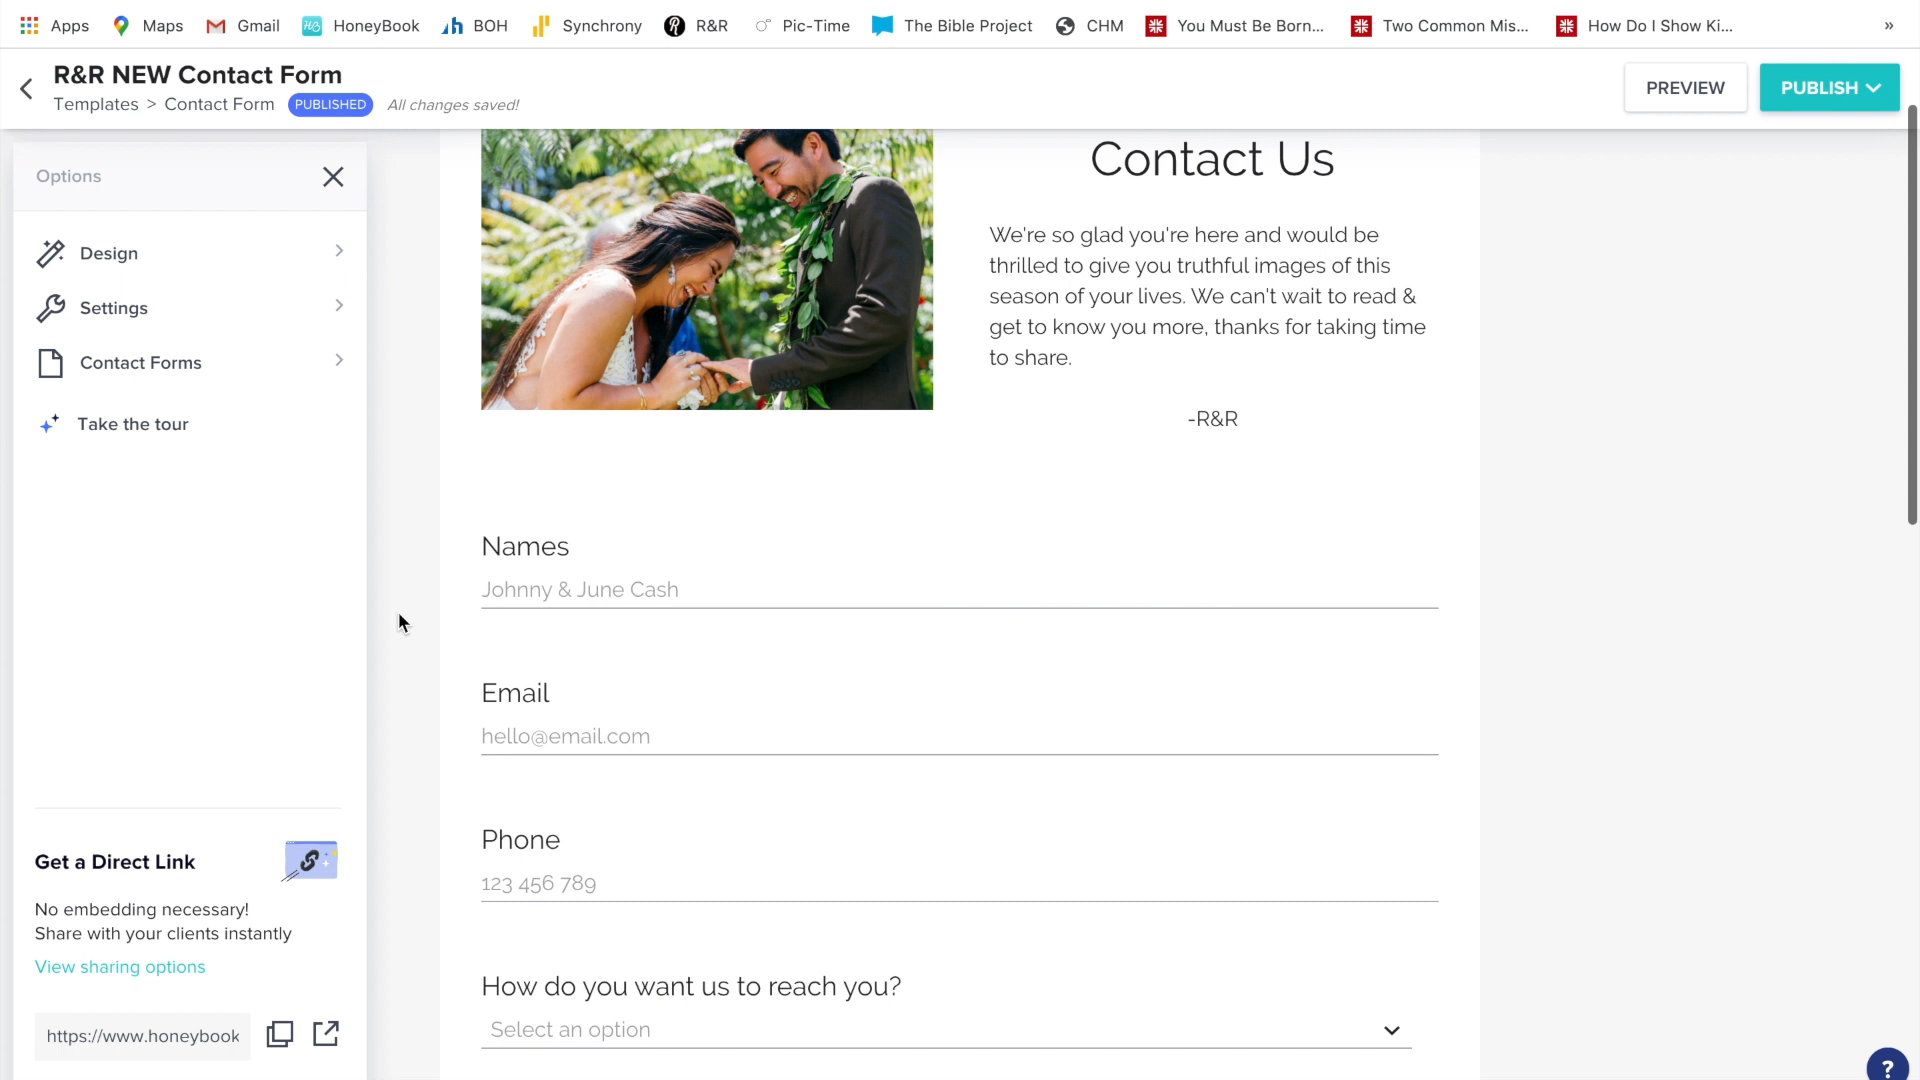 Apps Maps Gmail HoneyBook BOH Synchrony R&R Pic-Time The Bible Project CHM You Must Be Born... Two Common Mis... How Do I Show Ki... »
R&R NEW Contact Form
Templates > Contact Form PUBLISHED All changes saved!
PREVIEW
PUBLISH
Options
Design
Settings
Contact Forms
Take the tour
Get a Direct Link
No embedding necessary!
Share with your clients instantly
View sharing options
https://www.honeybook
Contact Us
We're so glad you're here and would be
thrilled to give you truthful images of this
season of your lives. We can't wait to read &
get to know you more, thanks for taking time
to share.
-R&R
Names
Johnny & June Cash
Email
hello@email.com
Phone
123 456 789
How do you want us to reach you?
Select an option
?